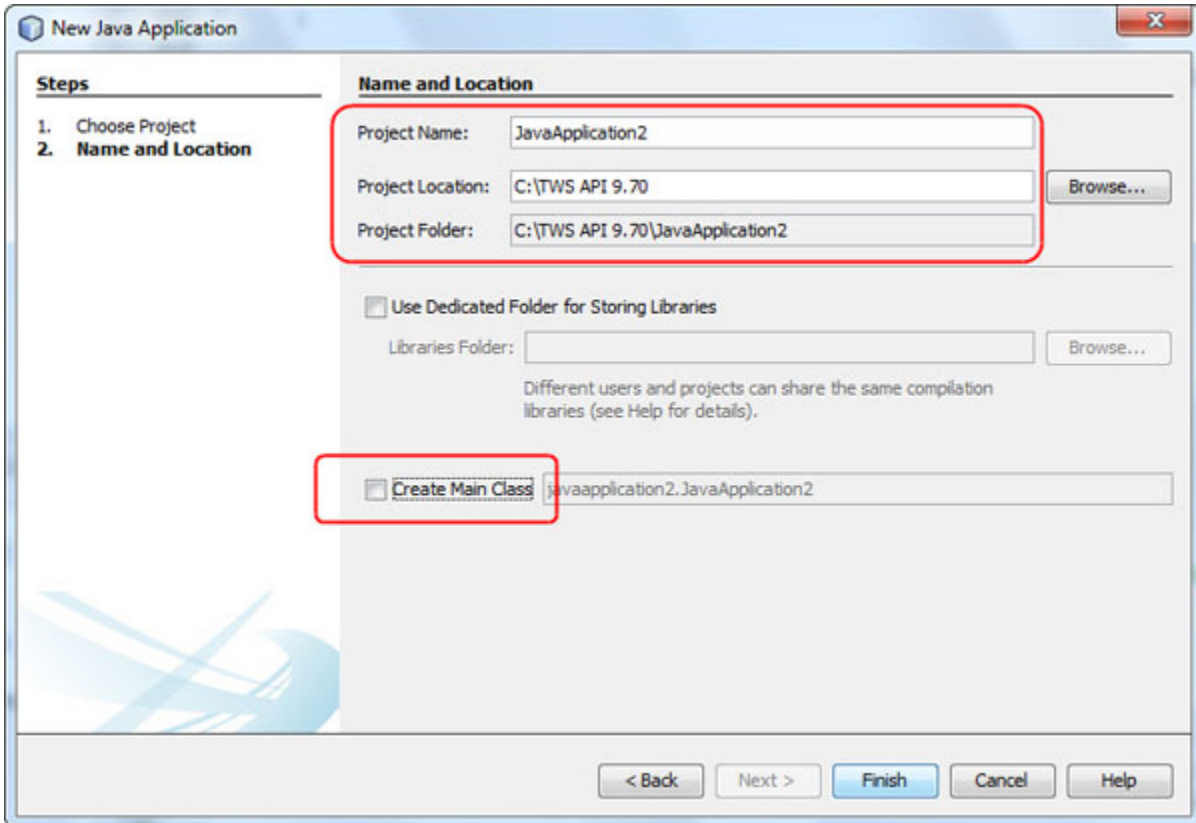 New Java Application
Steps
1. Choose Project
2. Name and Location
Name and Location
Project Name: JavaApplication2
Project Location: C:\TWS API 9.70 Browse...
Project Folder: C:\TWS API 9.70\JavaApplication2
Use Dedicated Folder for Storing Libraries
Libraries Folder: Browse...
Different users and projects can share the same compilation
libraries (see Help for details).
Create Main Class javaapplication2.JavaApplication2
< Back Next > Finish Cancel Help